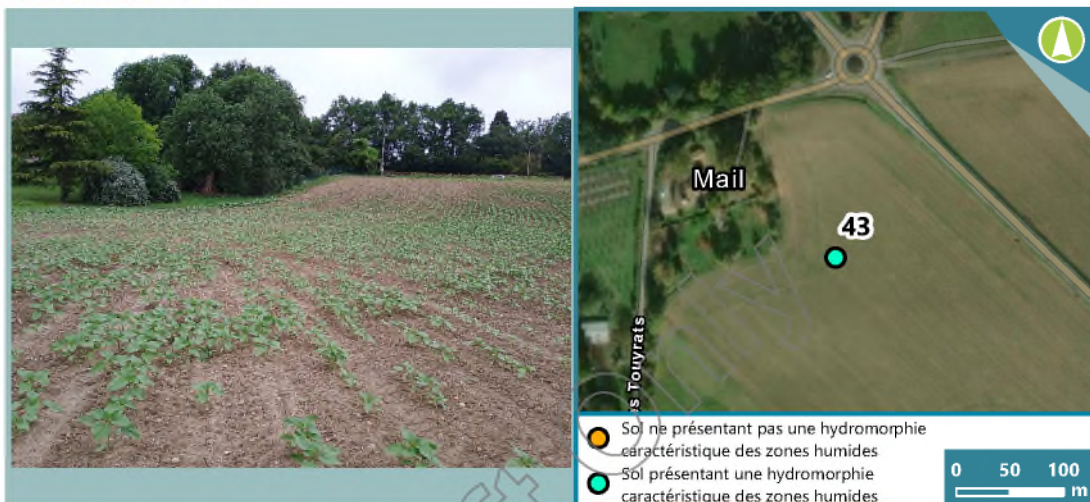 Mail
43
s Touyrats
Sol ne présentant pas une hydromorphie
caractéristique des zones humides
Sol présentant une hydromorphie
caractéristique des zones humides
0 50 100
m